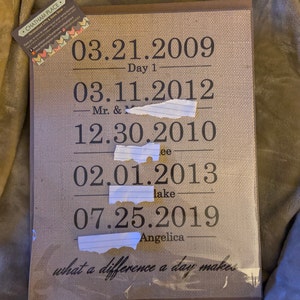 03.21.2009
Day 1
03.11.2012
Mr. & M
12.30.2010
ee
02.01.2013
lake
07.25.2019
Angelica
what a difference a day makes